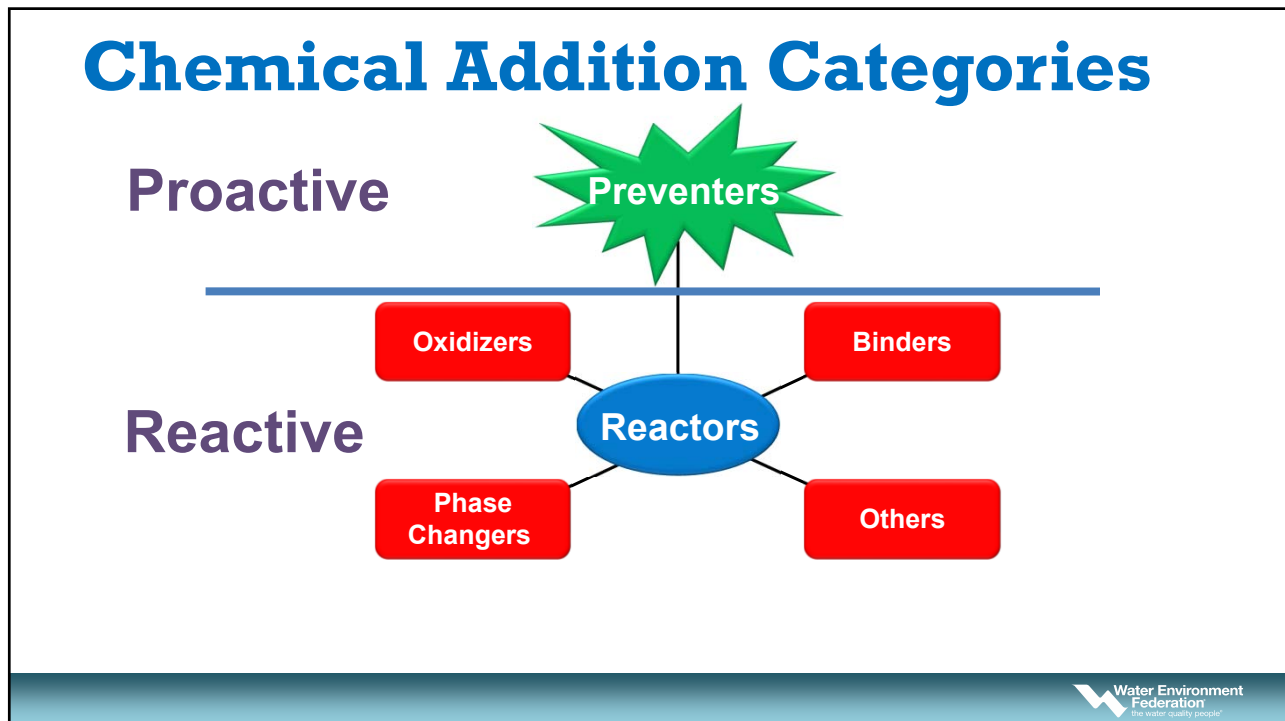 Chemical Addition Categories
Proactive
Preventers
Oxidizers
Binders
Reactive
Reactors
Phase
Changers
Others
Water Environment
Federation
the water quality people®